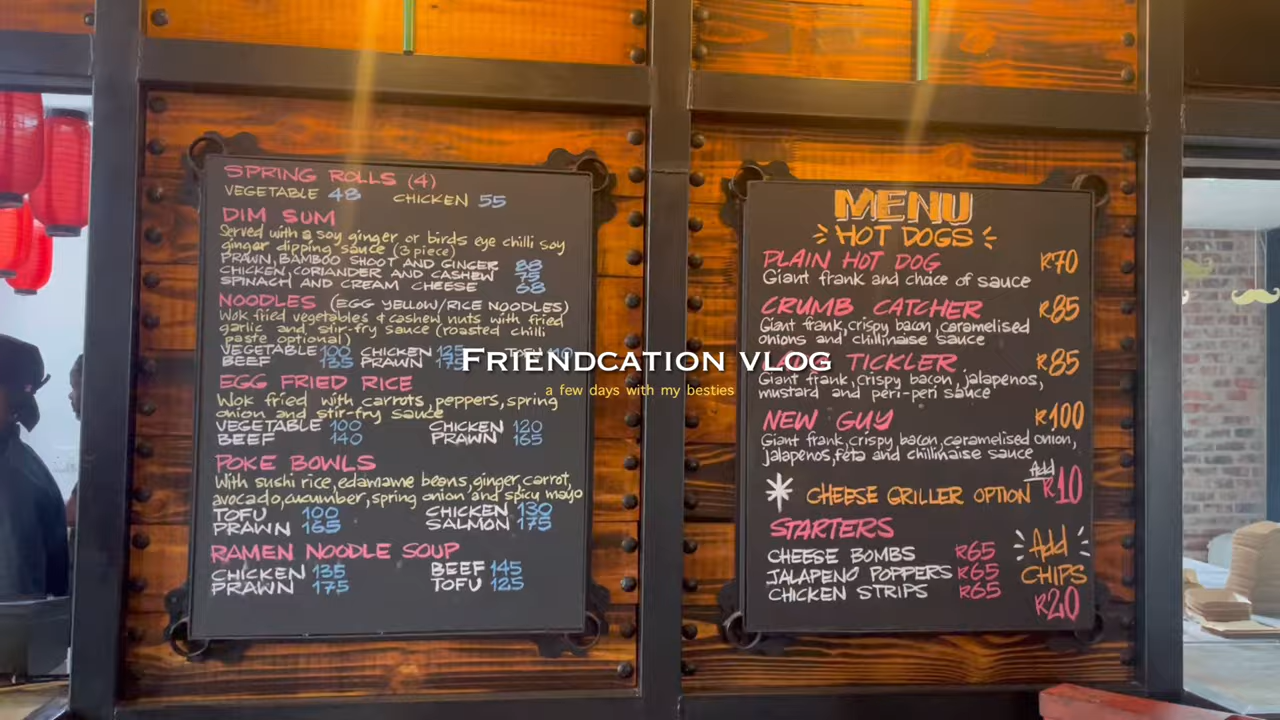 SPRING ROLLS (4)
VEGETABLE 48 CHICKEN 55
DIM SUM
Served with a soy ginger or birds eye chilli soy
ginger dipping sauce (3 piece)
PRAWN, BAMBOO SHOOT AND GINGER 88
CHICKEN, CORIANDER AND CASHEW 75
SPINACH AND CREAM CHEESE 68
NOODLES (EGG YELLOW/RICE NOODLES)
Wok fried vegetables & cashew nuts with fried
garlic and stir-fry sauce (roasted chilli
paste optional)
VEGETABLE 100 CHICKEN 125
BEEF 135 PRAWN 175
EGG FRIED RICE
Wok fried with carrots, peppers, spring
onion and stir-fry sauce
VEGETABLE 100 CHICKEN 120
BEEF 140 PRAWN 165
POKE BOWLS
With sushi rice, edamame beans, ginger, carrot,
avocado, cucumber, spring onion and spicy mayo
TOFU 100 CHICKEN 130
PRAWN 165 SALMON 175
RAMEN NOODLE SOUP
CHICKEN 135 BEEF 145
PRAWN 175 TOFU 125
FRIENDCATION VLOG
a few days with my besties
MENU
HOT DOGS
PLAIN HOT DOG R70
Giant frank and choice of sauce
CRUMB CATCHER R85
Giant frank, crispy bacon, caramelised
onions and chillinaise sauce
TICKLER R85
Giant frank, crispy bacon, jalapenos,
mustard and peri-peri sauce
NEW GUY R100
Giant frank, crispy bacon, caramelised onion,
jalapenos, feta and chillinaise sauce
CHEESE GRILLER OPTION Add R10
STARTERS
CHEESE BOMBS R65
JALAPENO POPPERS R65
CHICKEN STRIPS R65
Add
CHIPS
R20